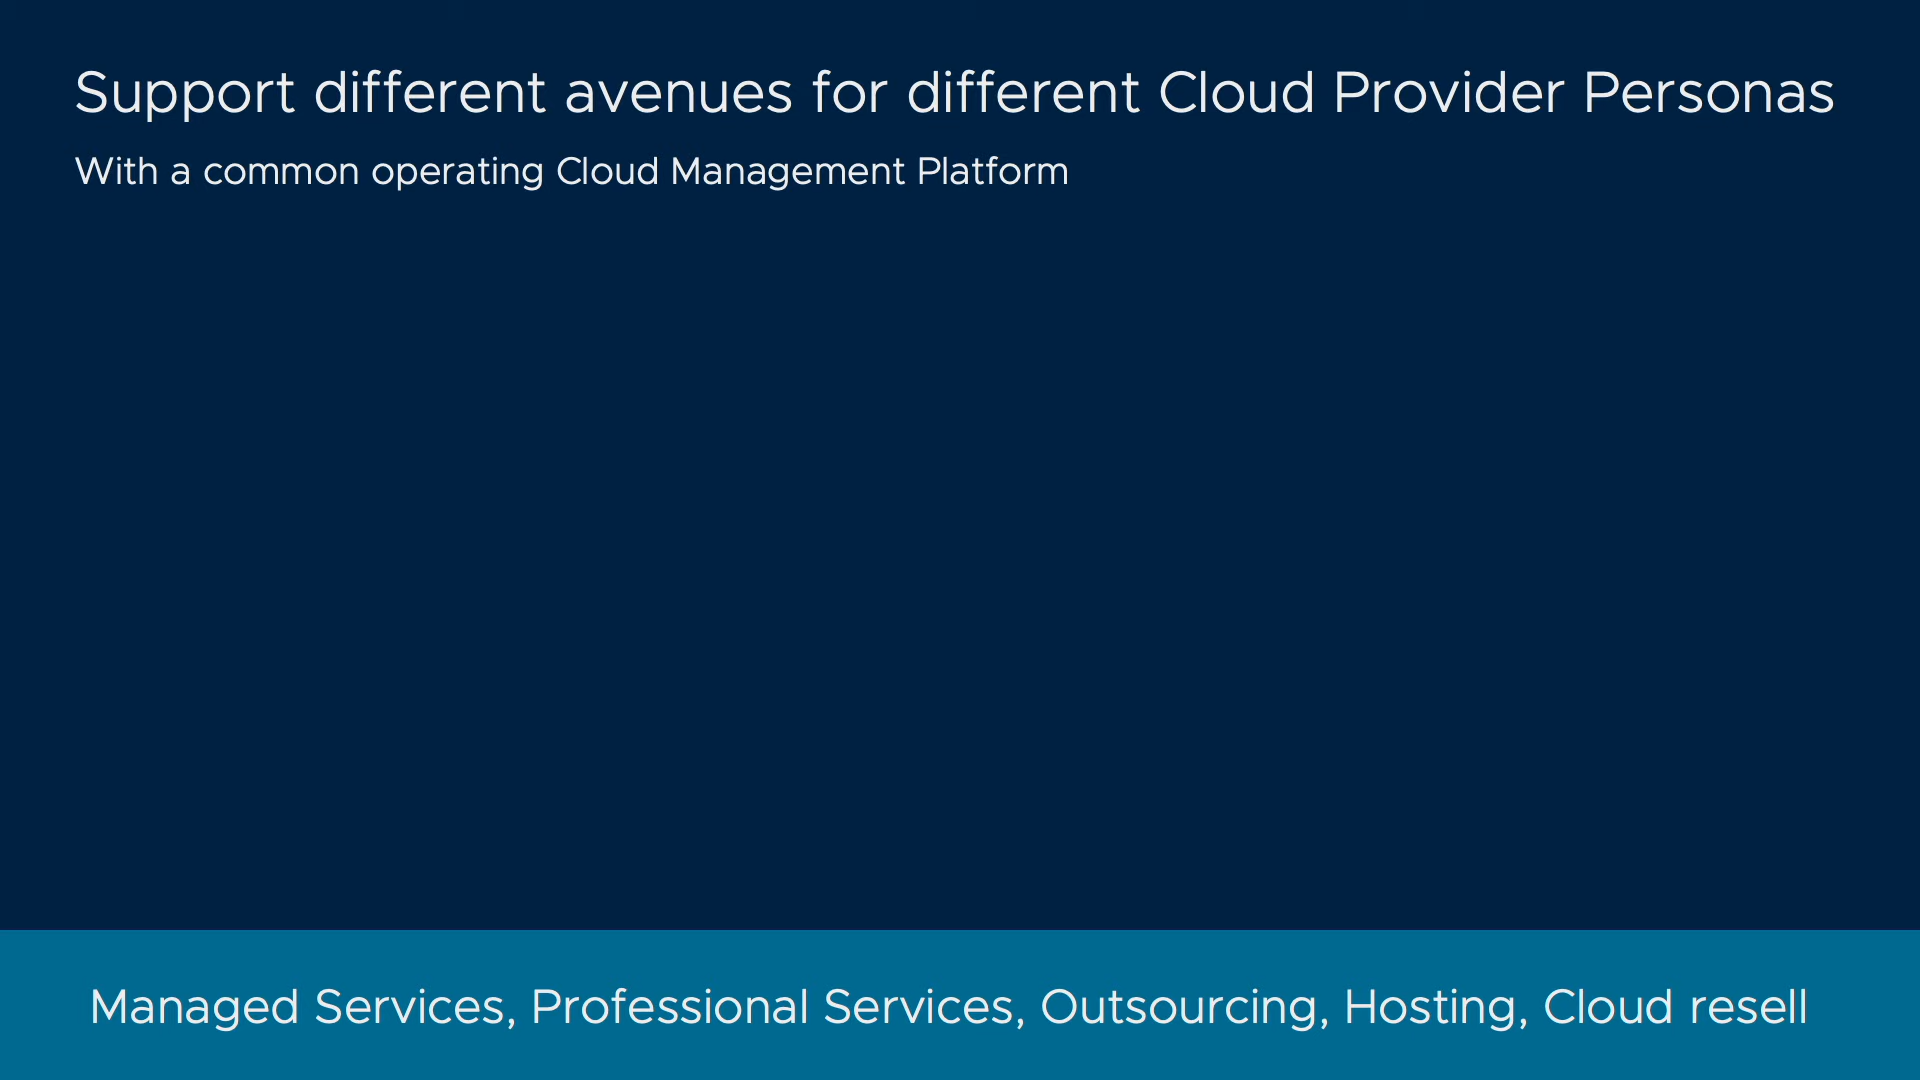 Support different avenues for different Cloud Provider Personas
With a common operating Cloud Management Platform
Managed Services, Professional Services, Outsourcing, Hosting, Cloud resell